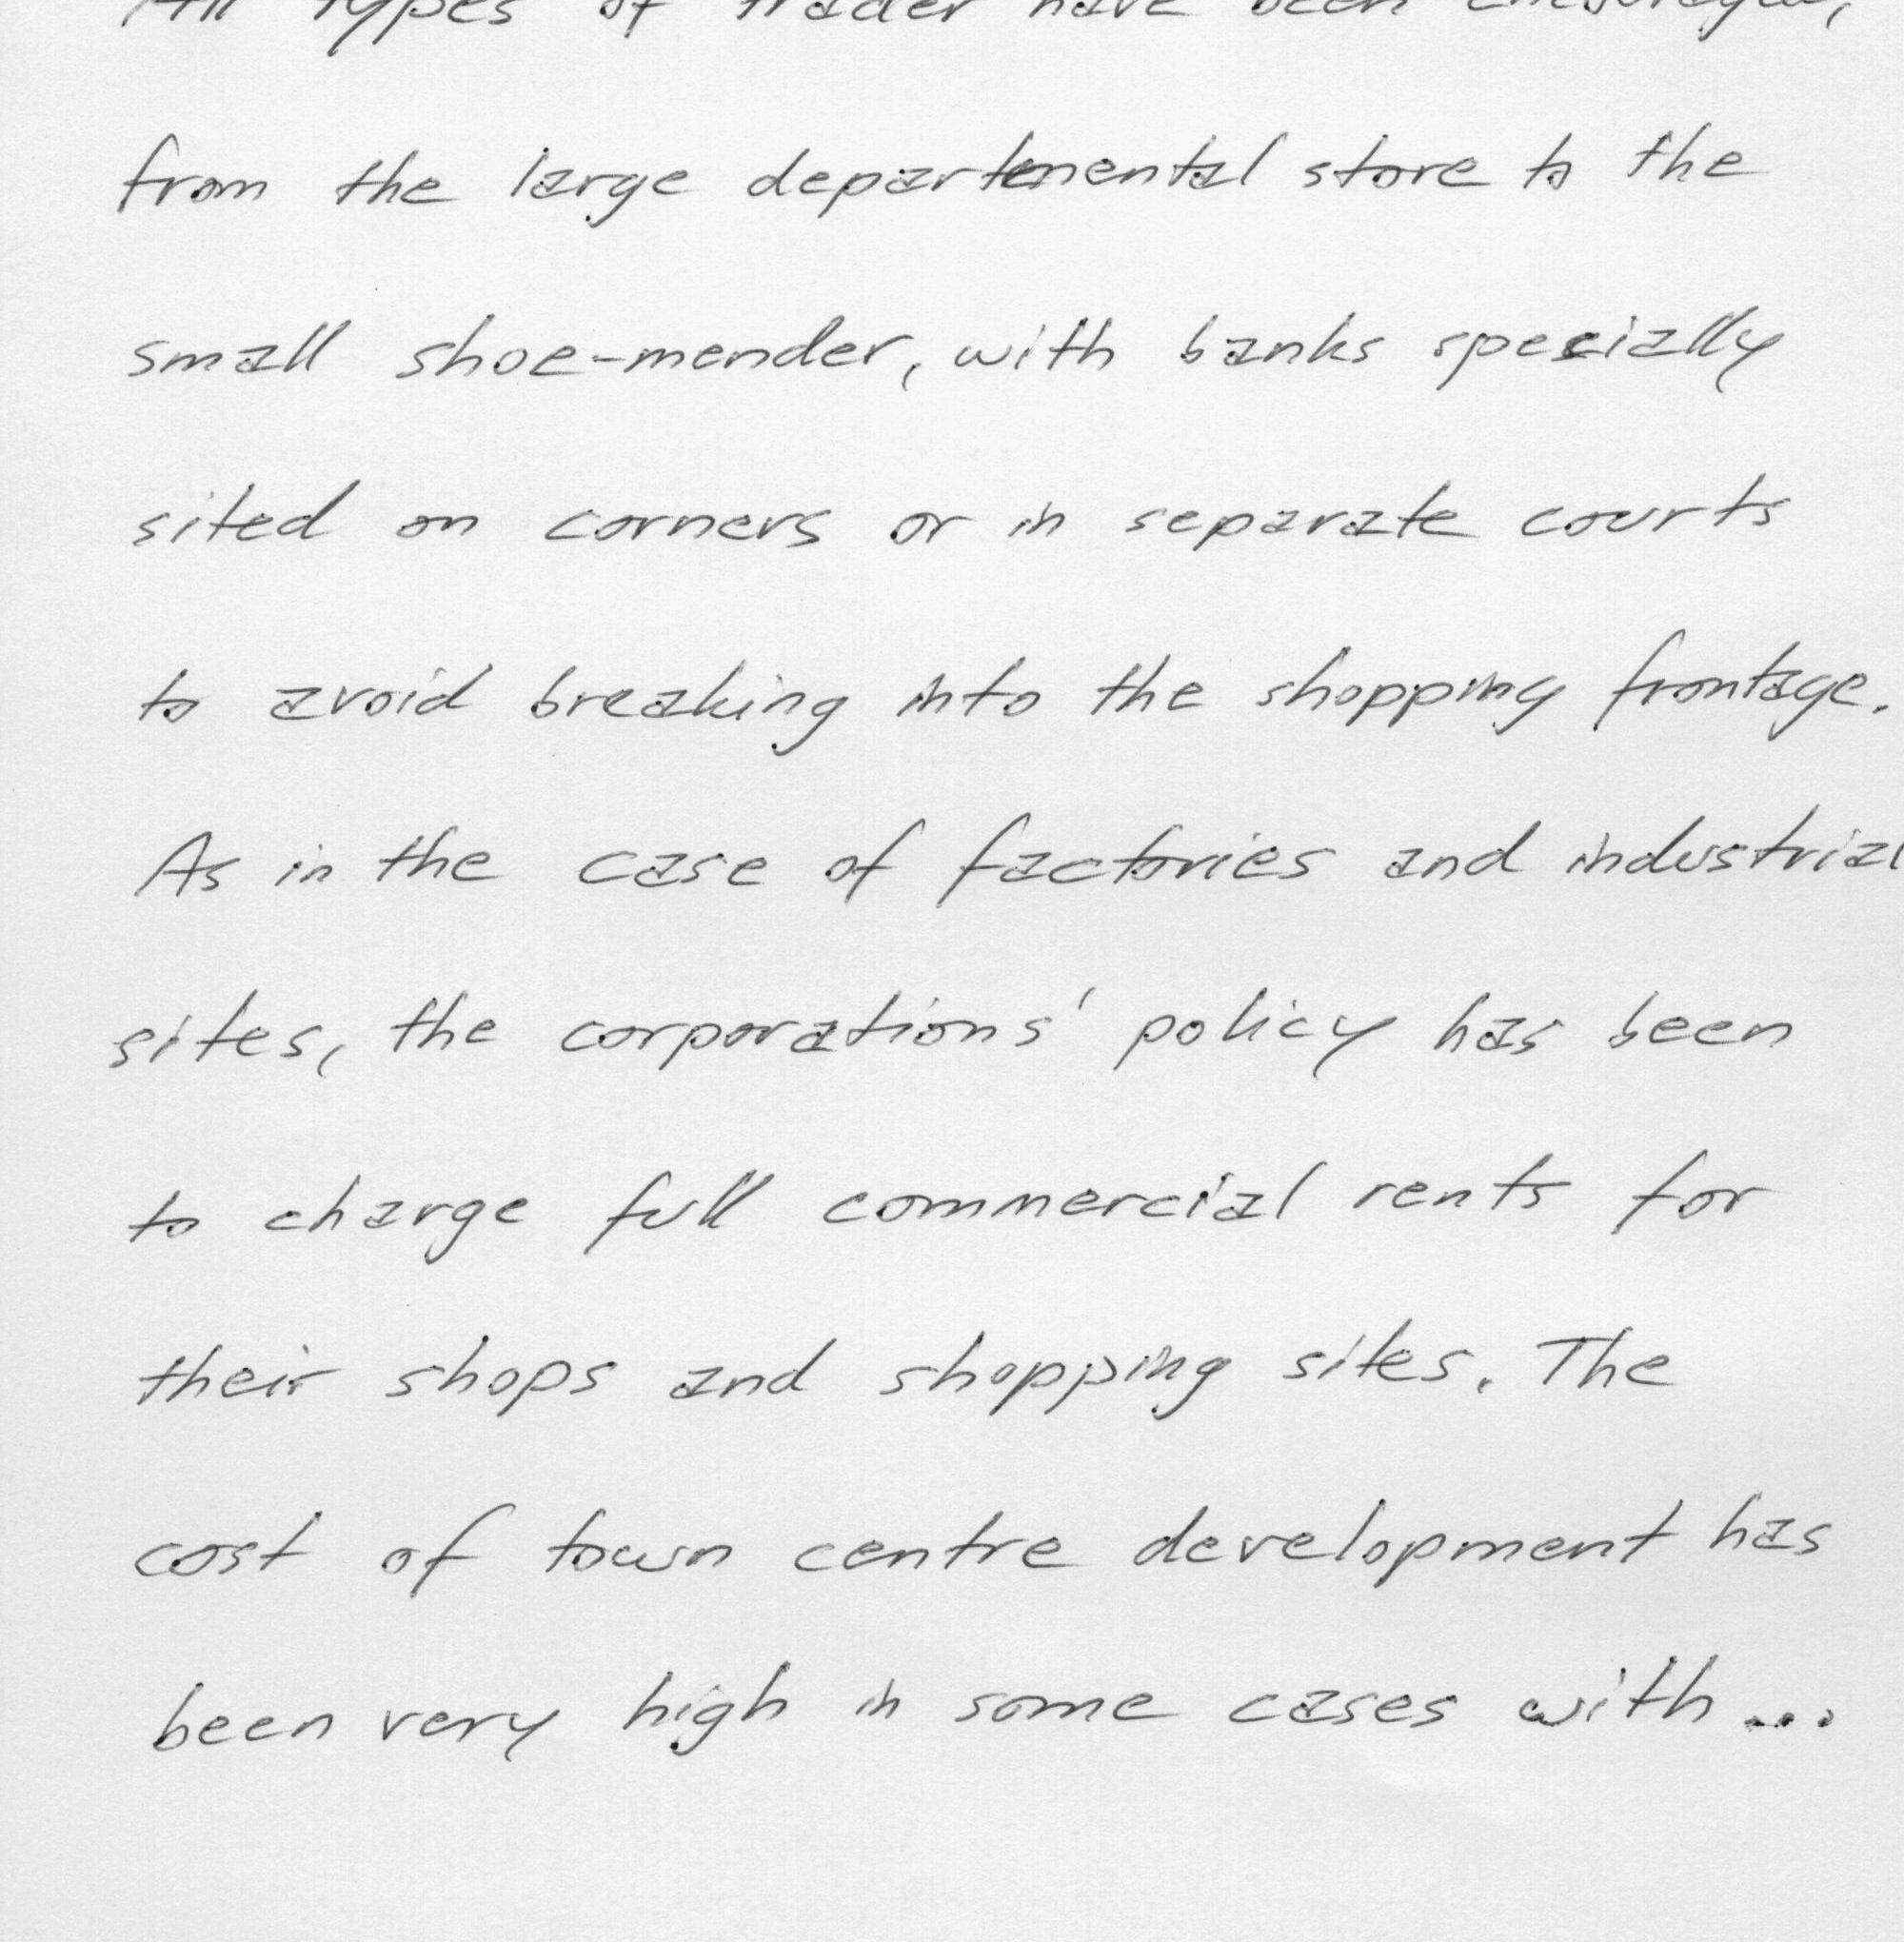 All types of trader have been encouraged,
from the large departmental store to the
small shoe-mender, with banks specially
sited on corners or in separate courts
to avoid breaking into the shopping frontage.
As in the case of factories and industrial
sites, the corporations' policy has been
to charge full commercial rents for
their shops and shopping sites. The
cost of town centre development has
been very high in some cases with...